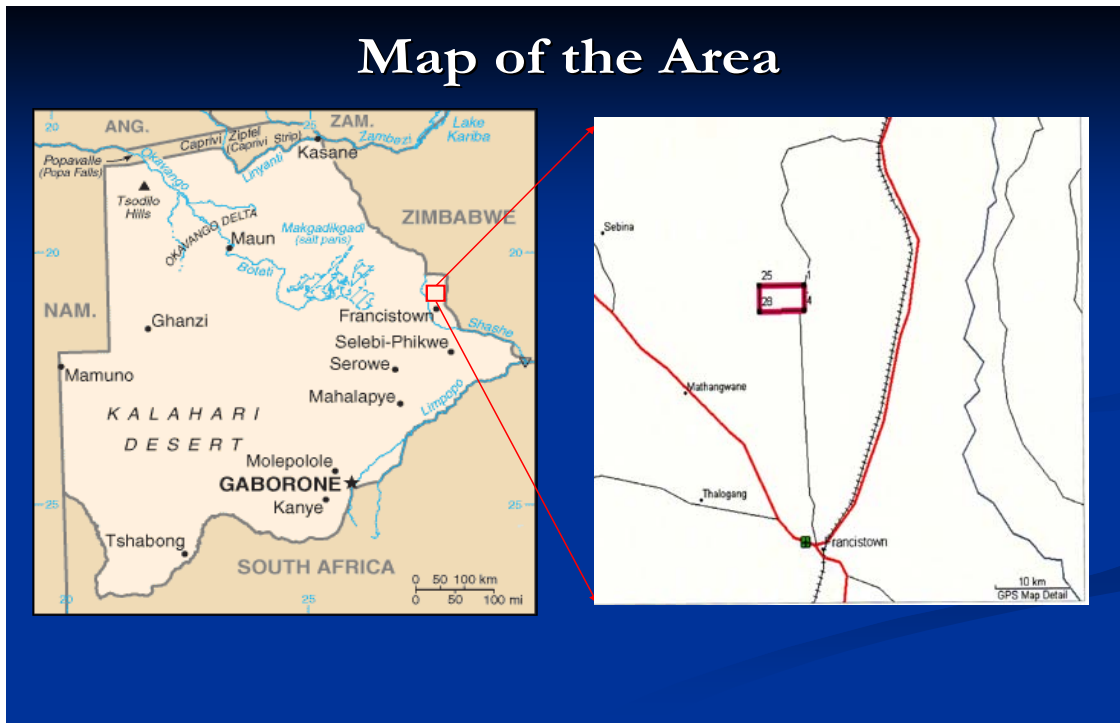 Map of the Area
20
ANG.
Caprivi Zipfel
(Caprivi Strip)
25
ZAM.
Zambezi
Lake
Kariba
Popavalle
(Popa Falls)
Okavango
Linyanti
Kasane
Tsodilo
Hills
OKAVANGO DELTA
Maun
Makgadikgadi
(salt pans)
ZIMBABWE
20
20
Boteti
NAM.
Ghanzi
Francistown
Shashe
Selebi-Phikwe
Serowe
Mamuno
Mahalapye
Limpopo
KALAHARI
DESERT
Molepolole
GABORONE
Kanye
25
25
Tshabong
SOUTH AFRICA
0 50 100 km
0 50 100 mi
20
25
Sebina
25
1
28
4
Mathangwane
Thalogang
Francistown
10 km
GPS Map Detail